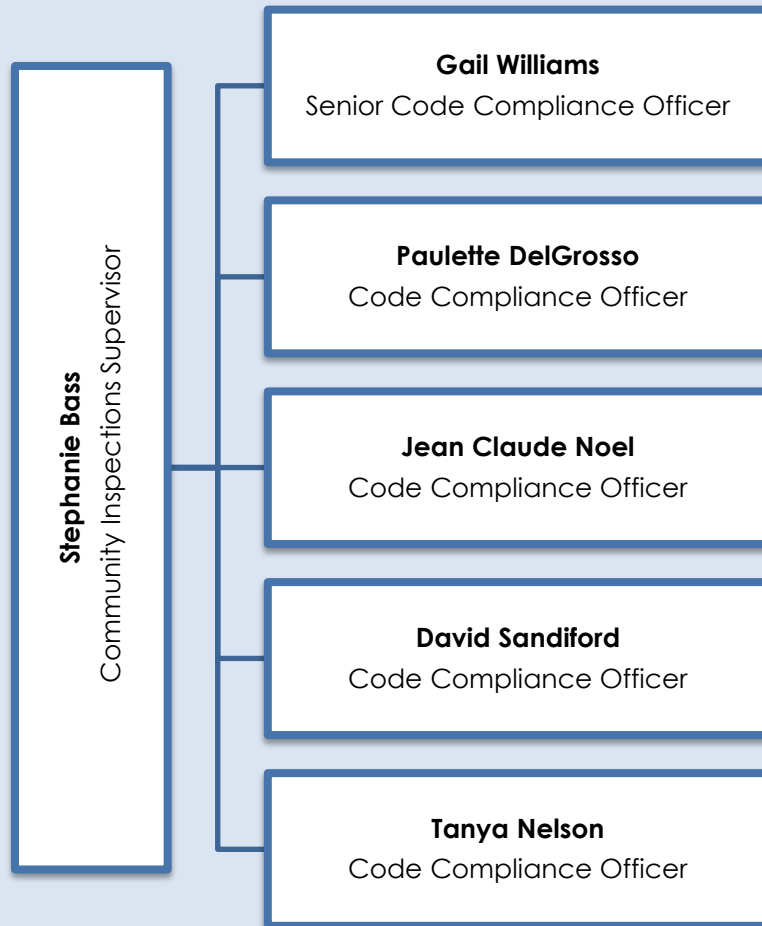 Stephanie Bass
Community Inspections Supervisor
Gail Williams
Senior Code Compliance Officer
Paulette DelGrosso
Code Compliance Officer
Jean Claude Noel
Code Compliance Officer
David Sandiford
Code Compliance Officer
Tanya Nelson
Code Compliance Officer